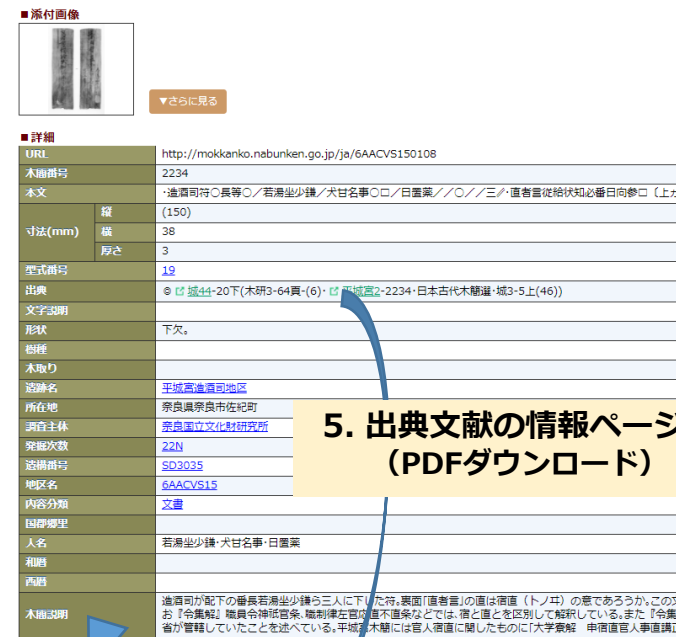 ■添付画像
▼さらに見る
■詳細
URL http://mokkanko.nabunken.go.jp/ja/6AACVS150108
木簡番号 2234
本文 ・造酒司符○長等○／若湯坐少鎌／犬甘名事○□／日置薬／／○／／三∥・直者言従給状知必番日向参□〔上
寸法(mm) 縦 (150)
横 38
厚さ 3
型式番号 19
出典 ◎ 城44-20下(木研3-64頁-(6)・平城宮2-2234・日本古代木簡選・城3-5上(46))
文字説明
形状 下欠。
樹種
木取り
遺跡名 平城宮造酒司地区
所在地 奈良県奈良市佐紀町
調査主体 奈良国立文化財研究所
発掘次数 22N
遺構番号 SD3035
地区名 6AACVS15
内容分類 文書
国郡郷里
人名 若湯坐少鎌・犬甘名事・日置薬
和暦
西暦
木簡説明 造酒司が配下の番長若湯坐少鎌ら三人に下した符。裏面「直者言」の直は宿直（トノヰ）の意であろうか。この
お『令集解』職員令神祇官条、職制律左官応直不直条などでは、宿と直とを区別して解釈している。また『令集
省が管轄していたことを述べている。平城宮木簡には官人宿直に関したものに「大学寮解 申宿直官人事直講
5. 出典文献の情報ページ
（PDFダウンロード）